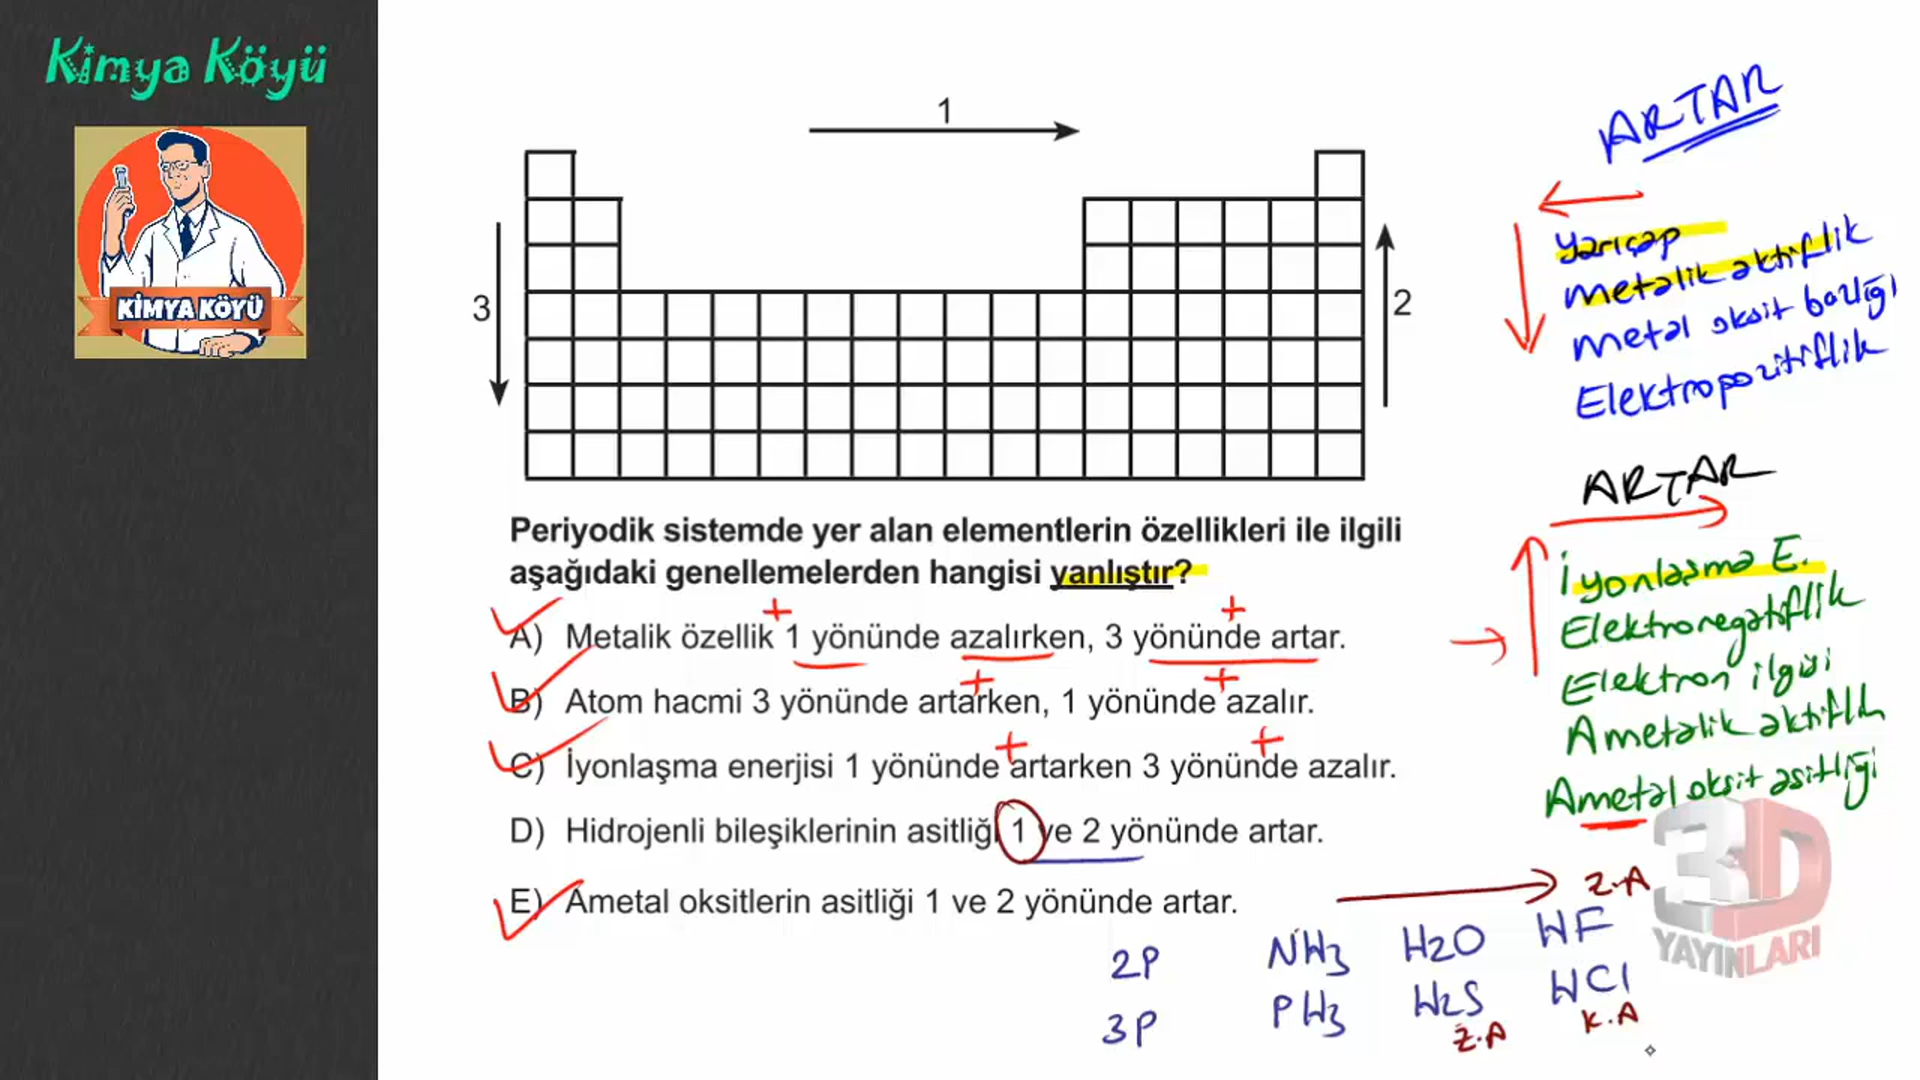 Kimya Köyü
KİMYA KÖYÜ
1
3
2
Periyodik sistemde yer alan elementlerin özellikleri ile ilgili
aşağıdaki genellemelerden hangisi yanlıştır?
A) Metalik özellik 1 yönünde azalırken, 3 yönünde artar.
B) Atom hacmi 3 yönünde artarken, 1 yönünde azalır.
C) İyonlaşma enerjisi 1 yönünde artarken 3 yönünde azalır.
D) Hidrojenli bileşiklerinin asitliği 1 ve 2 yönünde artar.
E) Ametal oksitlerin asitliği 1 ve 2 yönünde artar.
ARTAR
yarıçap
metalik aktiflik
metal oksit bazlığı
Elektropozitiflik
ARTAR
İyonlaşma E.
Elektronegatiflik
Elektron ilgisi
Ametalik aktiflik
Ametal oksit asitliği
Z.A
2P NH3 H2O HF
3P PH3 H2S HCl
Z.A K.A
3D
YAYINLARI